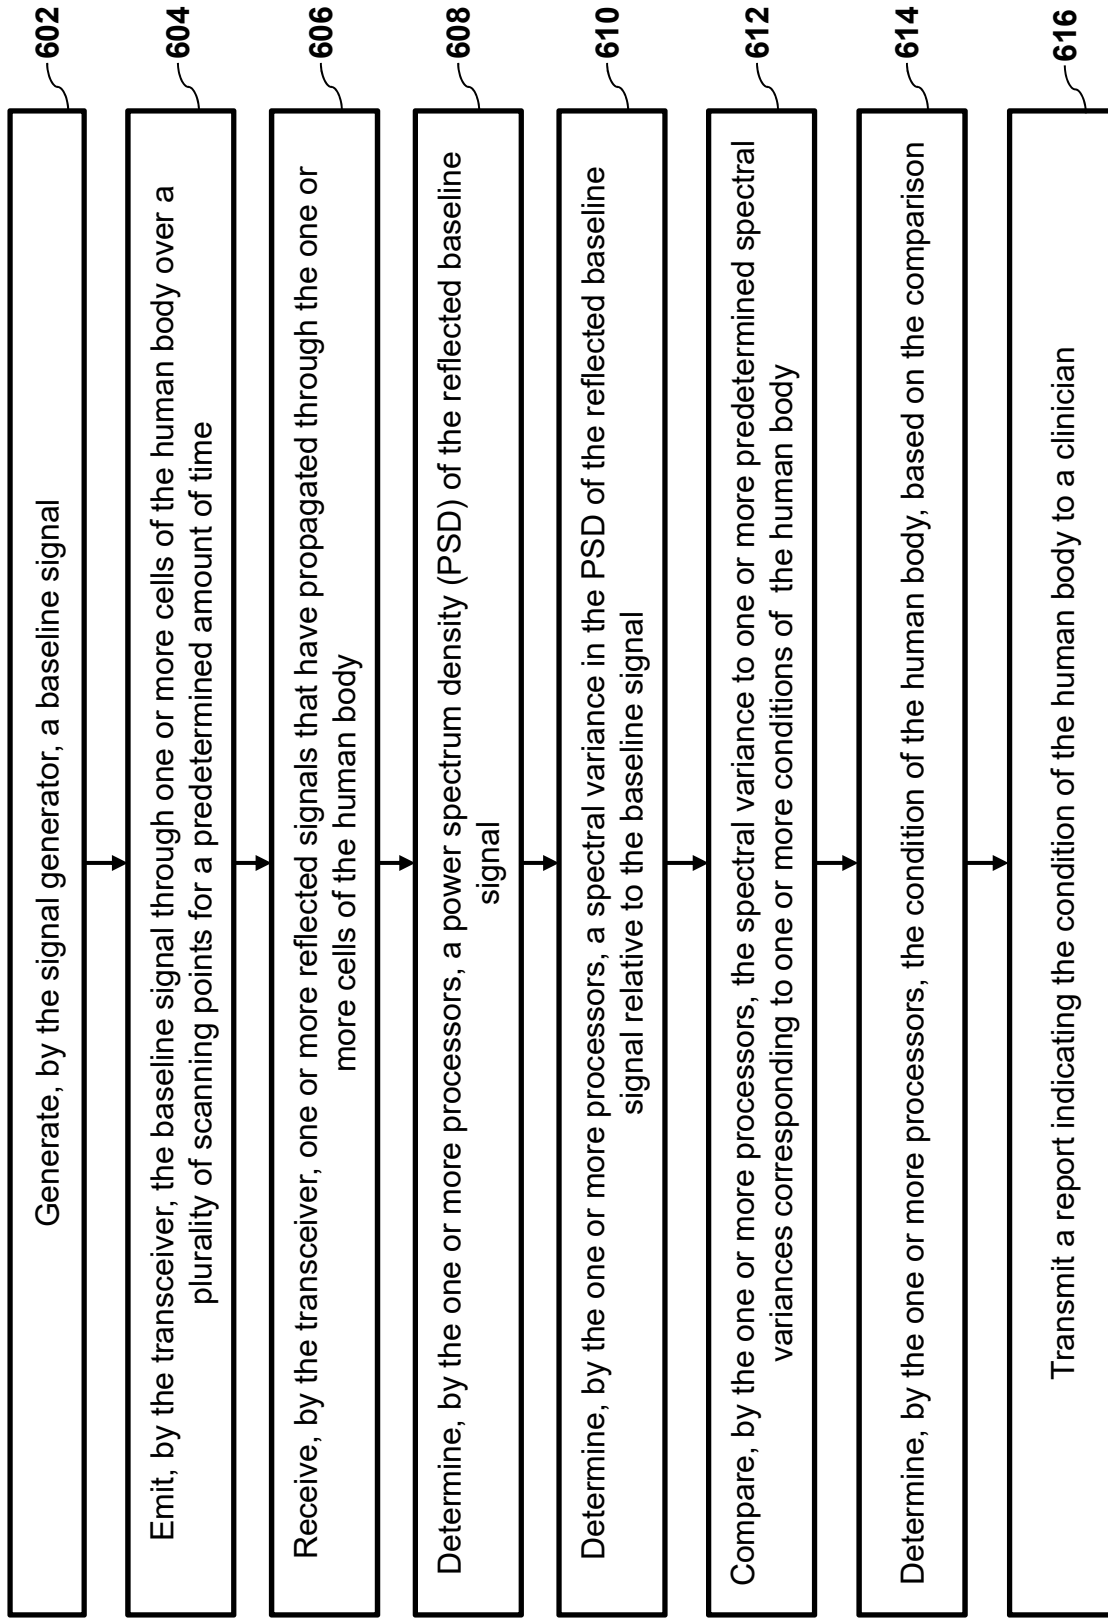 Generate, by the signal generator, a baseline signal
602
Emit, by the transceiver, the baseline signal through one or more cells of the human body over a
plurality of scanning points for a predetermined amount of time
604
Receive, by the transceiver, one or more reflected signals that have propagated through the one or
more cells of the human body
606
Determine, by the one or more processors, a power spectrum density (PSD) of the reflected baseline
signal
608
Determine, by the one or more processors, a spectral variance in the PSD of the reflected baseline
signal relative to the baseline signal
610
Compare, by the one or more processors, the spectral variance to one or more predetermined spectral
variances corresponding to one or more conditions of the human body
612
Determine, by the one or more processors, the condition of the human body, based on the comparison
614
Transmit a report indicating the condition of the human body to a clinician
616